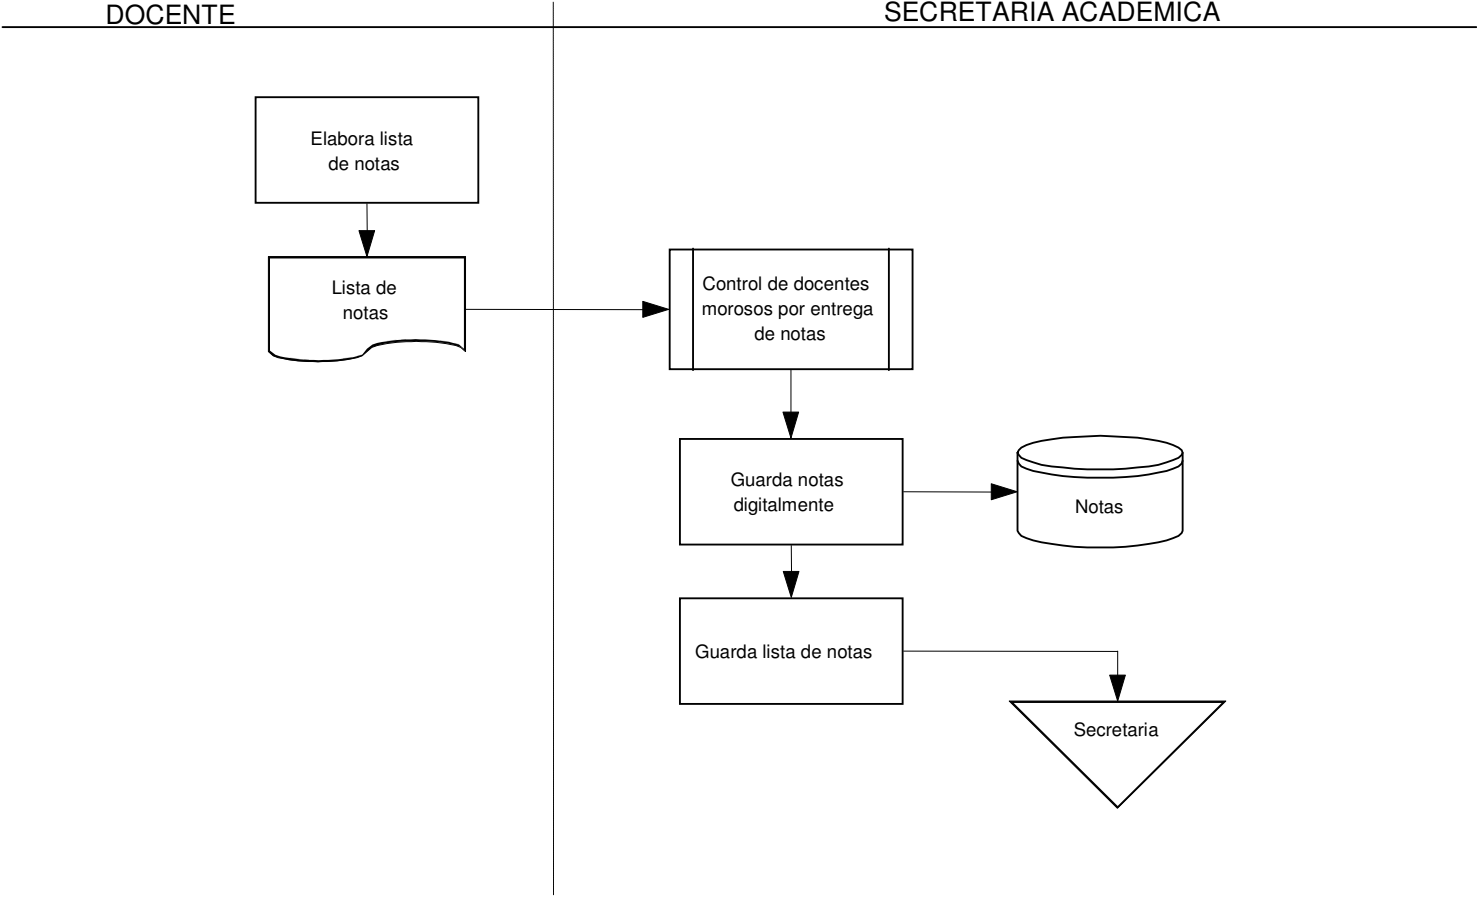 DOCENTE
SECRETARIA ACADEMICA
Elabora lista
de notas
Lista de
notas
Control de docentes
morosos por entrega
de notas
Guarda notas
digitalmente
Notas
Guarda lista de notas
Secretaria